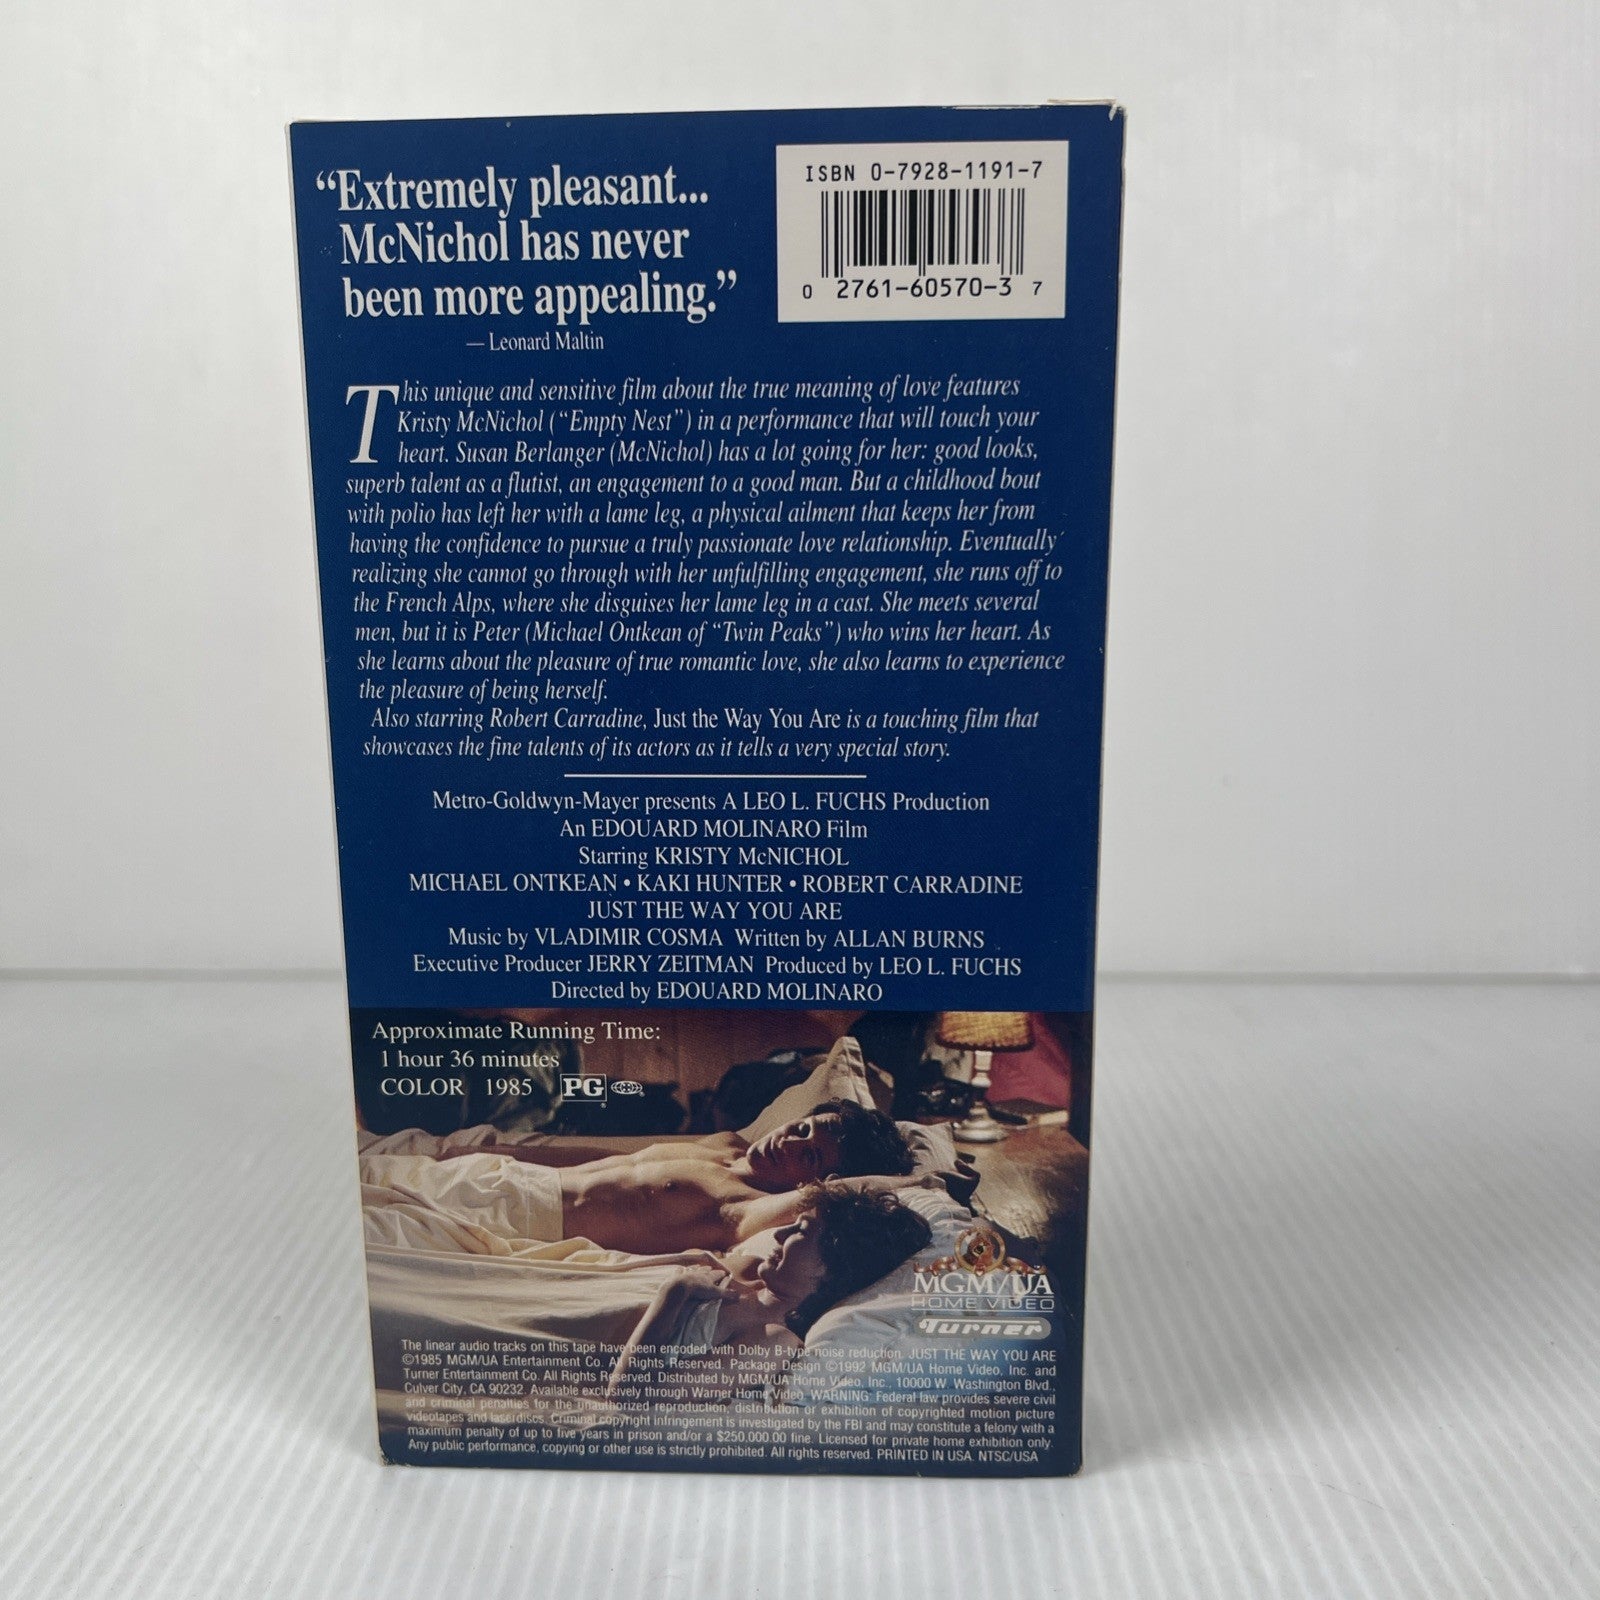 “Extremely pleasant...
McNichol has never
been more appealing.”
— Leonard Maltin
ISBN 0-7928-1191-7
0 2761-60570-3 7
This unique and sensitive film about the true meaning of love features
Kristy McNichol (“Empty Nest”) in a performance that will touch your
heart. Susan Berlanger (McNichol) has a lot going for her: good looks,
superb talent as a flutist, an engagement to a good man. But a childhood bout
with polio has left her with a lame leg, a physical ailment that keeps her from
having the confidence to pursue a truly passionate love relationship. Eventually
realizing she cannot go through with her unfulfilling engagement, she runs off to
the French Alps, where she disguises her lame leg in a cast. She meets several
men, but it is Peter (Michael Ontkean of “Twin Peaks”) who wins her heart. As
she learns about the pleasure of true romantic love, she also learns to experience
the pleasure of being herself.
Also starring Robert Carradine, Just the Way You Are is a touching film that
showcases the fine talents of its actors as it tells a very special story.
Metro-Goldwyn-Mayer presents A LEO L. FUCHS Production
An EDOUARD MOLINARO Film
Starring KRISTY McNICHOL
MICHAEL ONTKEAN • KAKI HUNTER • ROBERT CARRADINE
JUST THE WAY YOU ARE
Music by VLADIMIR COSMA Written by ALLAN BURNS
Executive Producer JERRY ZEITMAN Produced by LEO L. FUCHS
Directed by EDOUARD MOLINARO
Approximate Running Time:
1 hour 36 minutes
COLOR 1985 PG ®
MGM/UA
HOME VIDEO
Turner
The linear audio tracks on this tape have been encoded with Dolby B-type noise reduction. JUST THE WAY YOU ARE
©1985 MGM/UA Entertainment Co. All Rights Reserved. Package Design ©1992 MGM/UA Home Video, Inc. and
Turner Entertainment Co. All Rights Reserved. Distributed by MGM/UA Home Video, Inc., 10000 W. Washington Blvd.,
Culver City, CA 90232. Available exclusively through Warner Home Video. WARNING: Federal law provides severe civil
and criminal penalties for the unauthorized reproduction, distribution or exhibition of copyrighted motion picture
videotapes and laserdiscs. Criminal copyright infringement is investigated by the FBI and may constitute a felony with a
maximum penalty of up to five years in prison and/or a $250,000.00 fine. Licensed for private home exhibition only.
Any public performance, copying or other use is strictly prohibited. All rights reserved. PRINTED IN USA. NTSC/USA